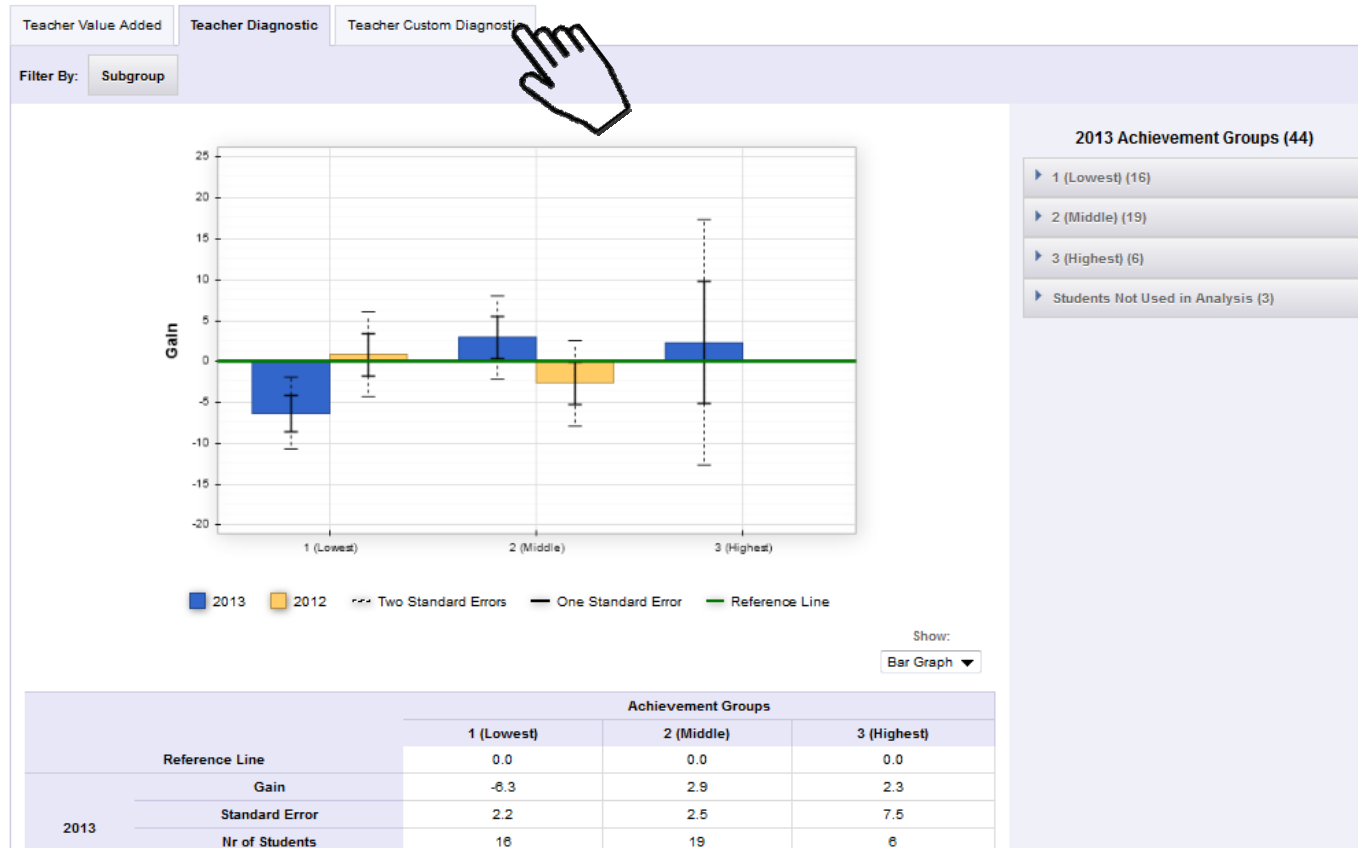 Teacher Value Added Teacher Diagnostic Teacher Custom Diagnostic
Filter By: Subgroup
2013 Achievement Groups (44)
1 (Lowest) (16)
2 (Middle) (19)
3 (Highest) (6)
Students Not Used in Analysis (3)
Gain
25
20
15
10
5
0
-5
-10
-15
-20
1 (Lowest) 2 (Middle) 3 (Highest)
2013 2012 Two Standard Errors One Standard Error Reference Line
Show:
Bar Graph
Achievement Groups
1 (Lowest) 2 (Middle) 3 (Highest)
Reference Line 0.0 0.0 0.0
2013
Gain -6.3 2.9 2.3
Standard Error 2.2 2.5 7.5
Nr of Students 16 19 6